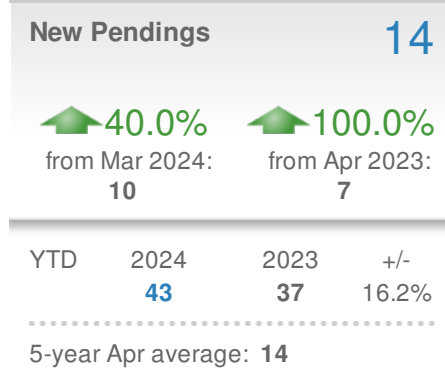 New Pendings 14
40.0% 100.0%
from Mar 2024: from Apr 2023:
10 7
YTD 2024 2023 +/-
43 37 16.2%
5-year Apr average: 14